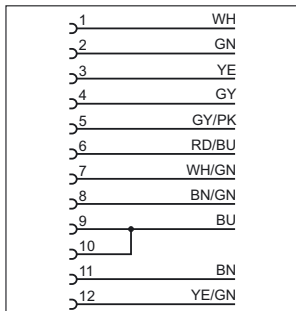 1 WH
2 GN
3 YE
4 GY
5 GY/PK
6 RD/BU
7 WH/GN
8 BN/GN
9 BU
10
11 BN
12 YE/GN